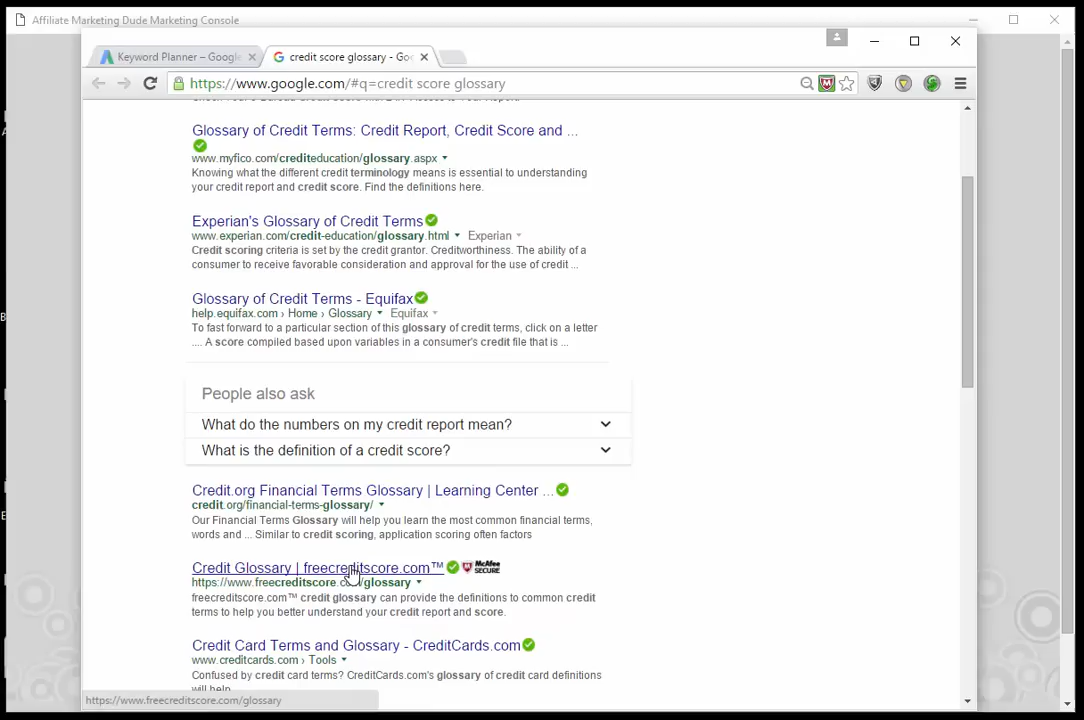 Affiliate Marketing Dude Marketing Console
Keyword Planner – Google
credit score glossary - Go
https://www.google.com/#q=credit score glossary
Glossary of Credit Terms: Credit Report, Credit Score and ...
www.myfico.com/crediteducation/glossary.aspx
Knowing what the different credit terminology means is essential to understanding
your credit report and credit score. Find the definitions here.
Experian's Glossary of Credit Terms
www.experian.com/credit-education/glossary.html Experian
Credit scoring criteria is set by the credit grantor. Creditworthiness. The ability of a
consumer to receive favorable consideration and approval for the use of credit ...
Glossary of Credit Terms - Equifax
help.equifax.com › Home › Glossary Equifax
To fast forward to a particular section of this glossary of credit terms, click on a letter
.... A score compiled based upon variables in a consumer's credit file that is ...
People also ask
What do the numbers on my credit report mean?
What is the definition of a credit score?
Credit.org Financial Terms Glossary | Learning Center ...
credit.org/financial-terms-glossary/
Our Financial Terms Glossary will help you learn the most common financial terms,
words and ... Similar to credit scoring, application scoring often factors
Credit Glossary | freecreditscore.com™ McAfee SECURE
https://www.freecreditscore.com/glossary
freecreditscore.com™ credit glossary can provide the definitions to common credit
terms to help you better understand your credit report and score.
Credit Card Terms and Glossary - CreditCards.com
www.creditcards.com › Tools
Confused by credit card terms? CreditCards.com's glossary of credit card definitions
will help
https://www.freecreditscore.com/glossary